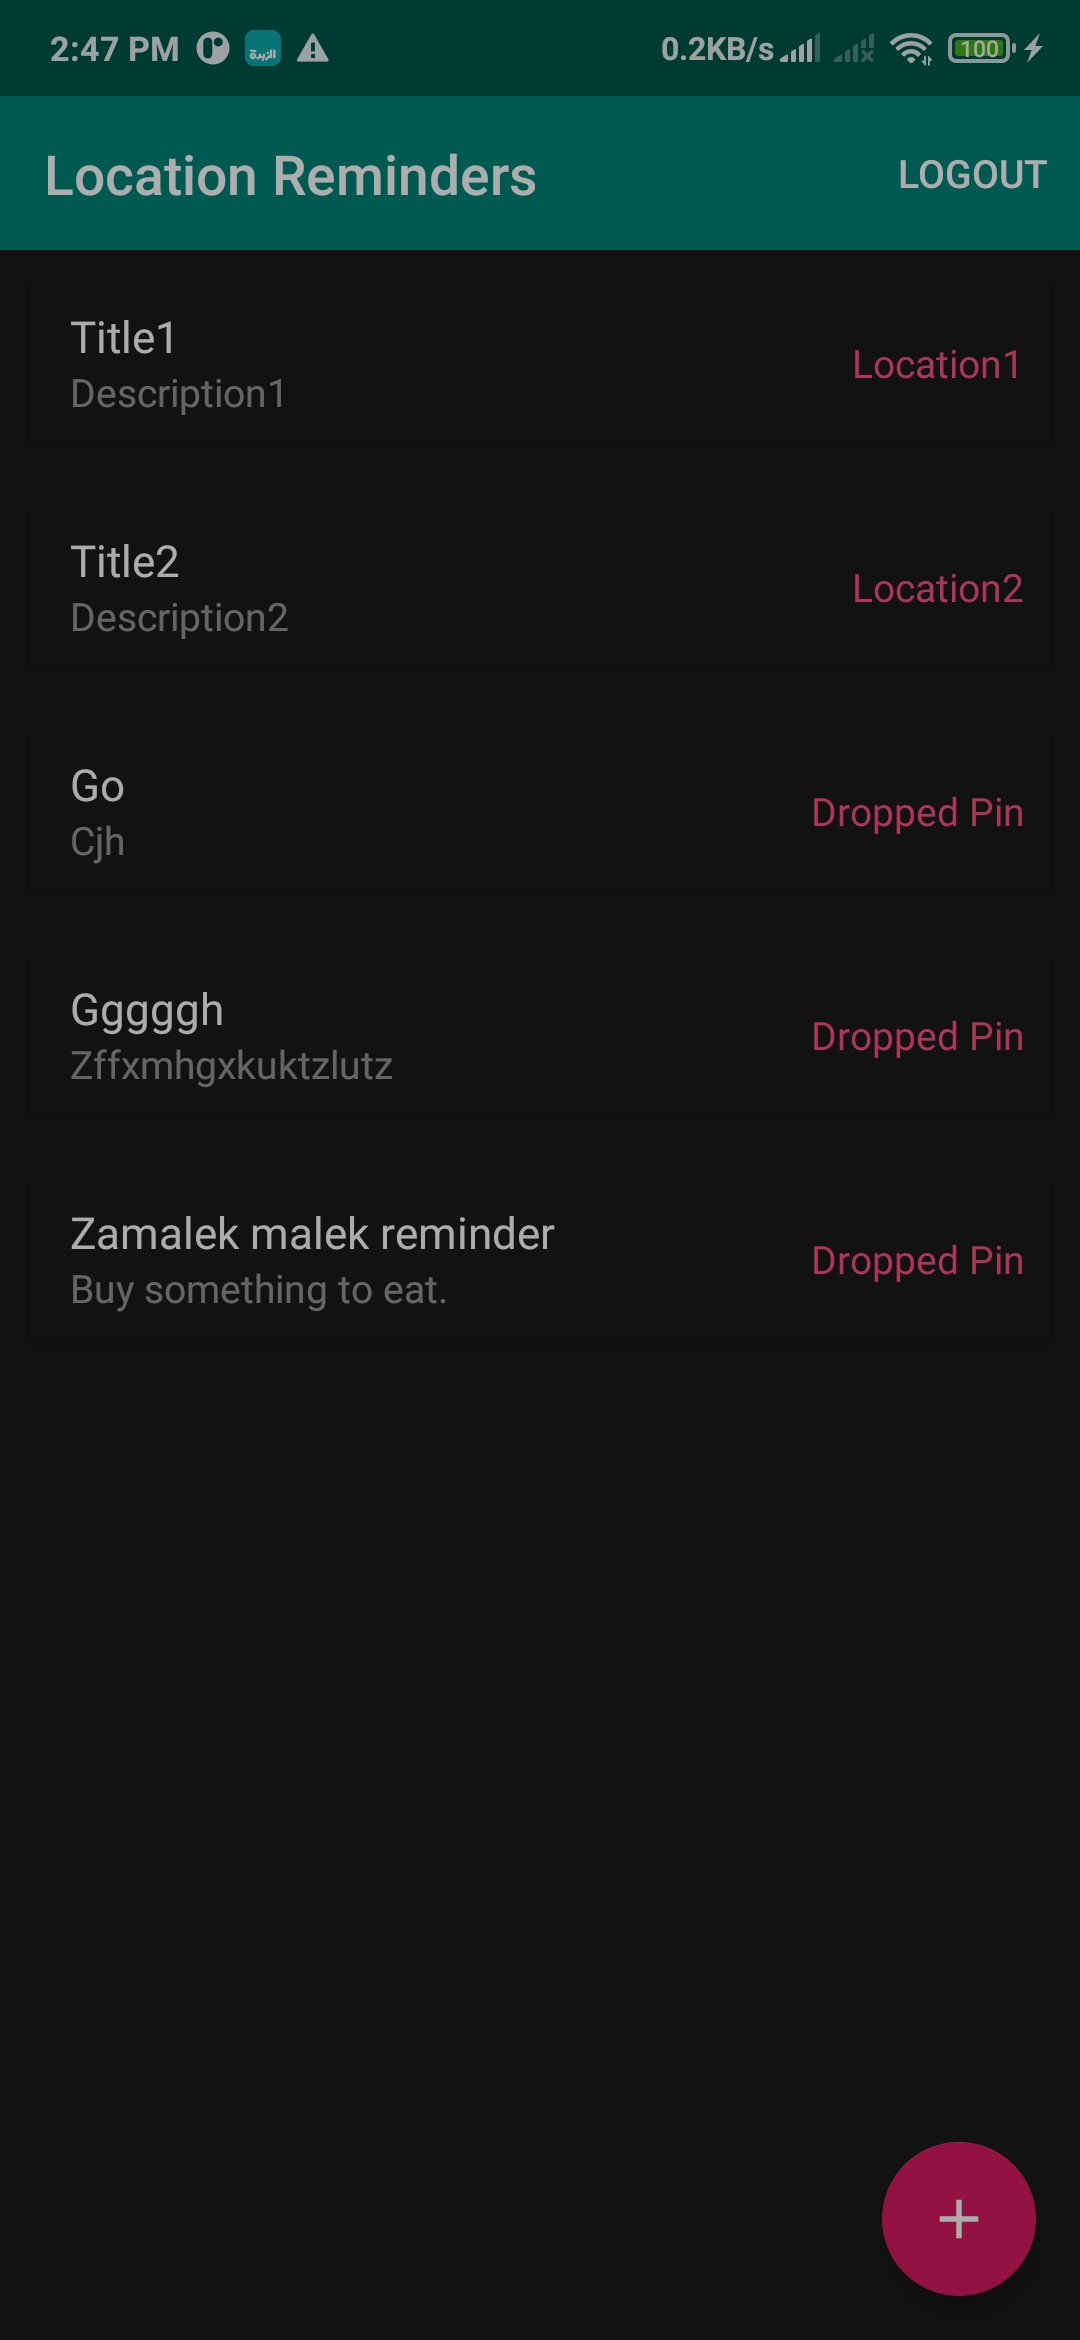 2:47 PM الزبدة 0.2KB/s 100
Location Reminders LOGOUT
Title1
Description1
Location1
Title2
Description2
Location2
Go
Cjh
Dropped Pin
Gggggh
Zffxmhgxkuktzlutz
Dropped Pin
Zamalek malek reminder
Buy something to eat.
Dropped Pin